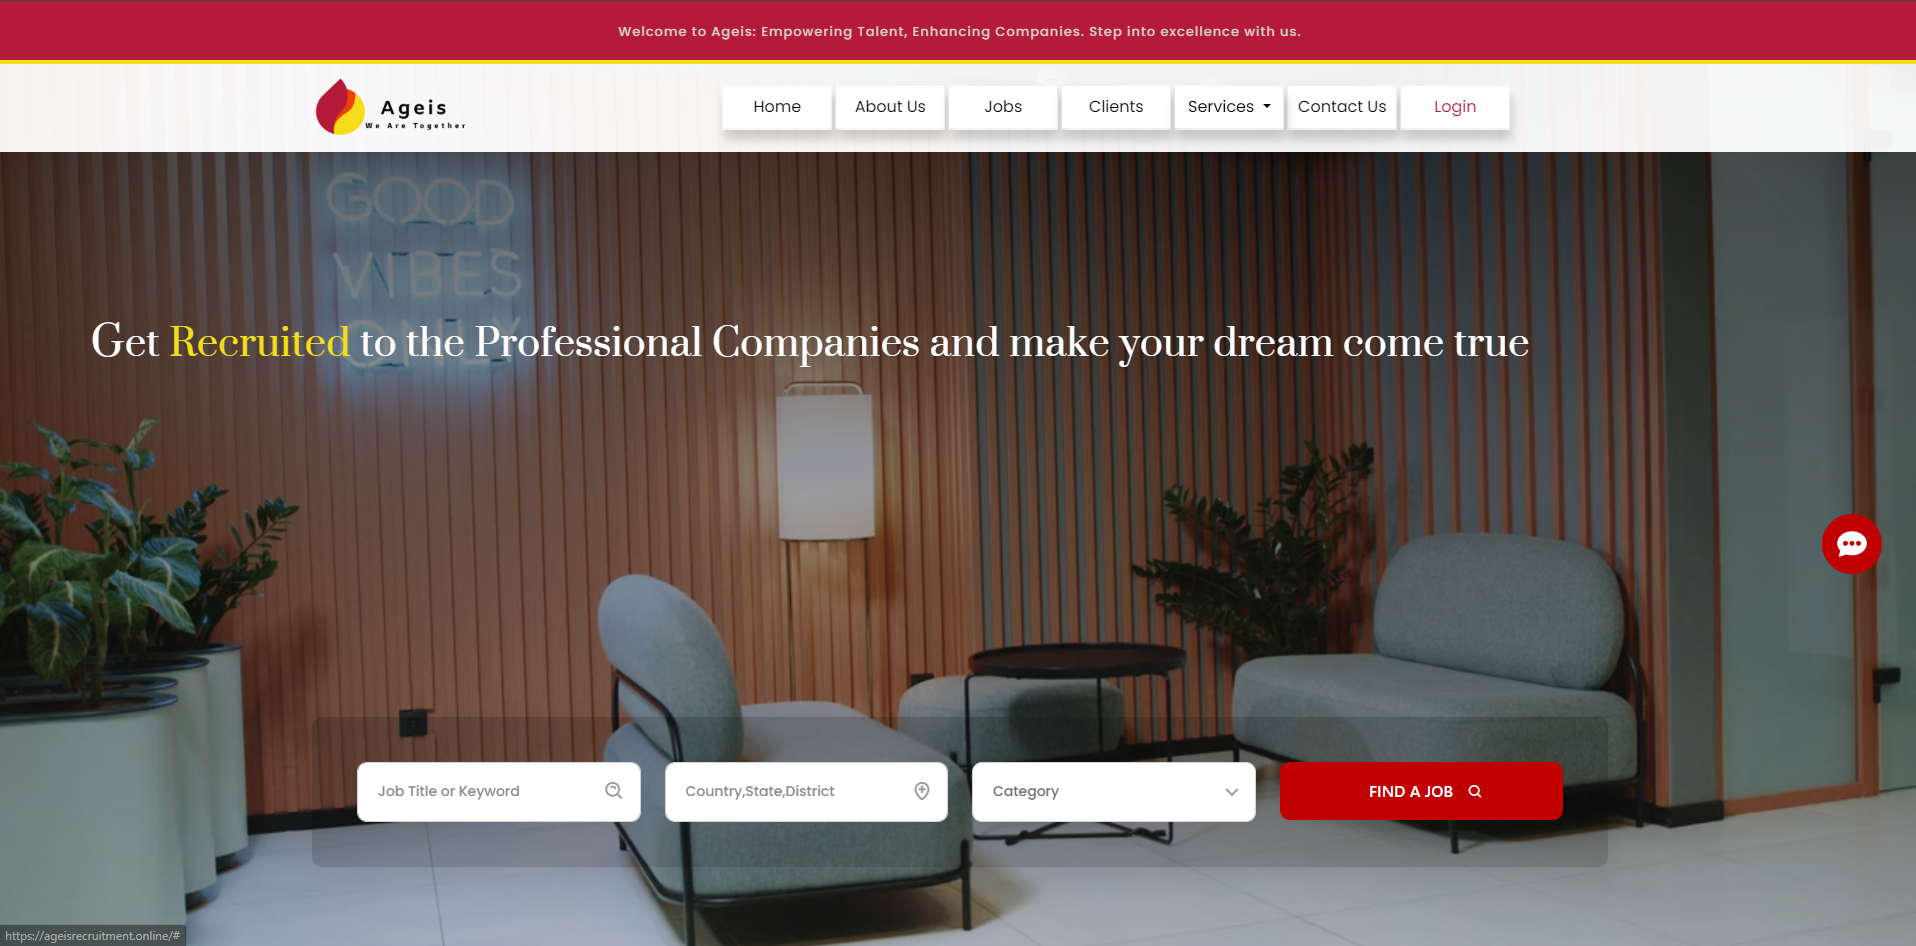 Welcome to Ageis: Empowering Talent, Enhancing Companies. Step into excellence with us.
Ageis
We Are Together
Home
About Us
Jobs
Clients
Services
Contact Us
Login
GOOD
VIBES
ONLY
Get Recruited to the Professional Companies and make your dream come true
Job Title or Keyword
Country,State,District
Category
FIND A JOB
https://ageisrecruitment.online/#